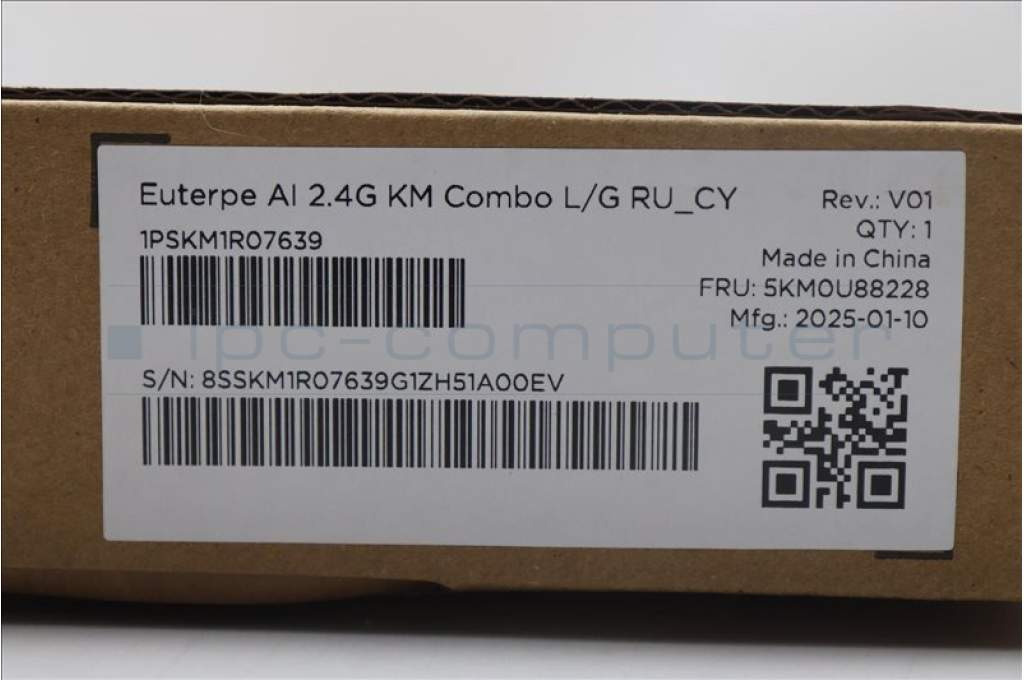 Euterpe AI 2.4G KM Combo L/G RU_CY
1PSKM1R07639
Rev.: V01
QTY: 1
Made in China
FRU: 5KM0U88228
Mfg.: 2025-01-10
ipc-computer
S/N: 8SSKM1R07639G1ZH51A00EV